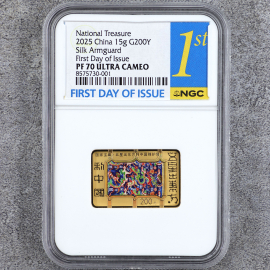 National Treasure
2025 China 15g G200Y
Silk Armguard
First Day of Issue
PF 70 ULTRA CAMEO
8575730-001
1st
FIRST DAY OF ISSUE
NGC
200